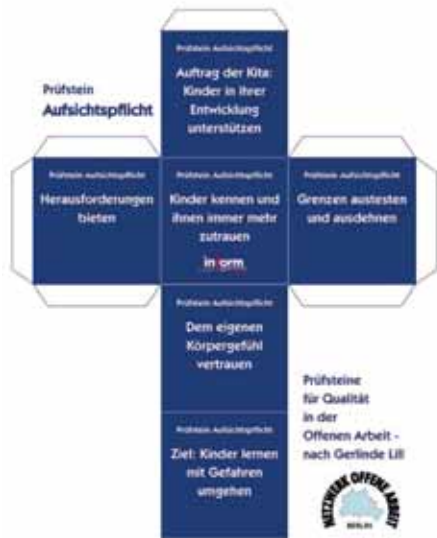 Prüfstein
Aufsichtspflicht
Prüfstein Aufsichtspflicht
Auftrag der Kita:
Kinder in ihrer
Entwicklung
unterstützen
Prüfstein Aufsichtspflicht
Herausforderungen
bieten
Prüfstein Aufsichtspflicht
Kinder kennen und
ihnen immer mehr
zutrauen
inform
Prüfstein Aufsichtspflicht
Grenzen austesten
und ausdehnen
Prüfstein Aufsichtspflicht
Dem eigenen
Körpergefühl
vertrauen
Prüfstein Aufsichtspflicht
Ziel: Kinder lernen
mit Gefahren
umgehen
Prüfsteine
für Qualität
in der
Offenen Arbeit -
nach Gerlinde Lill
NETZWERK OFFENE ARBEIT
BERLIN